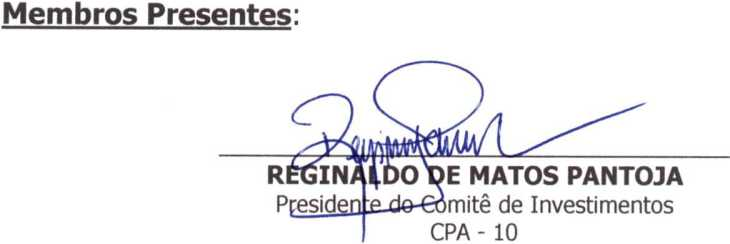 Membros Presentes:
REGINALDO DE MATOS PANTOJA
Presidente do Comitê de Investimentos
CPA - 10